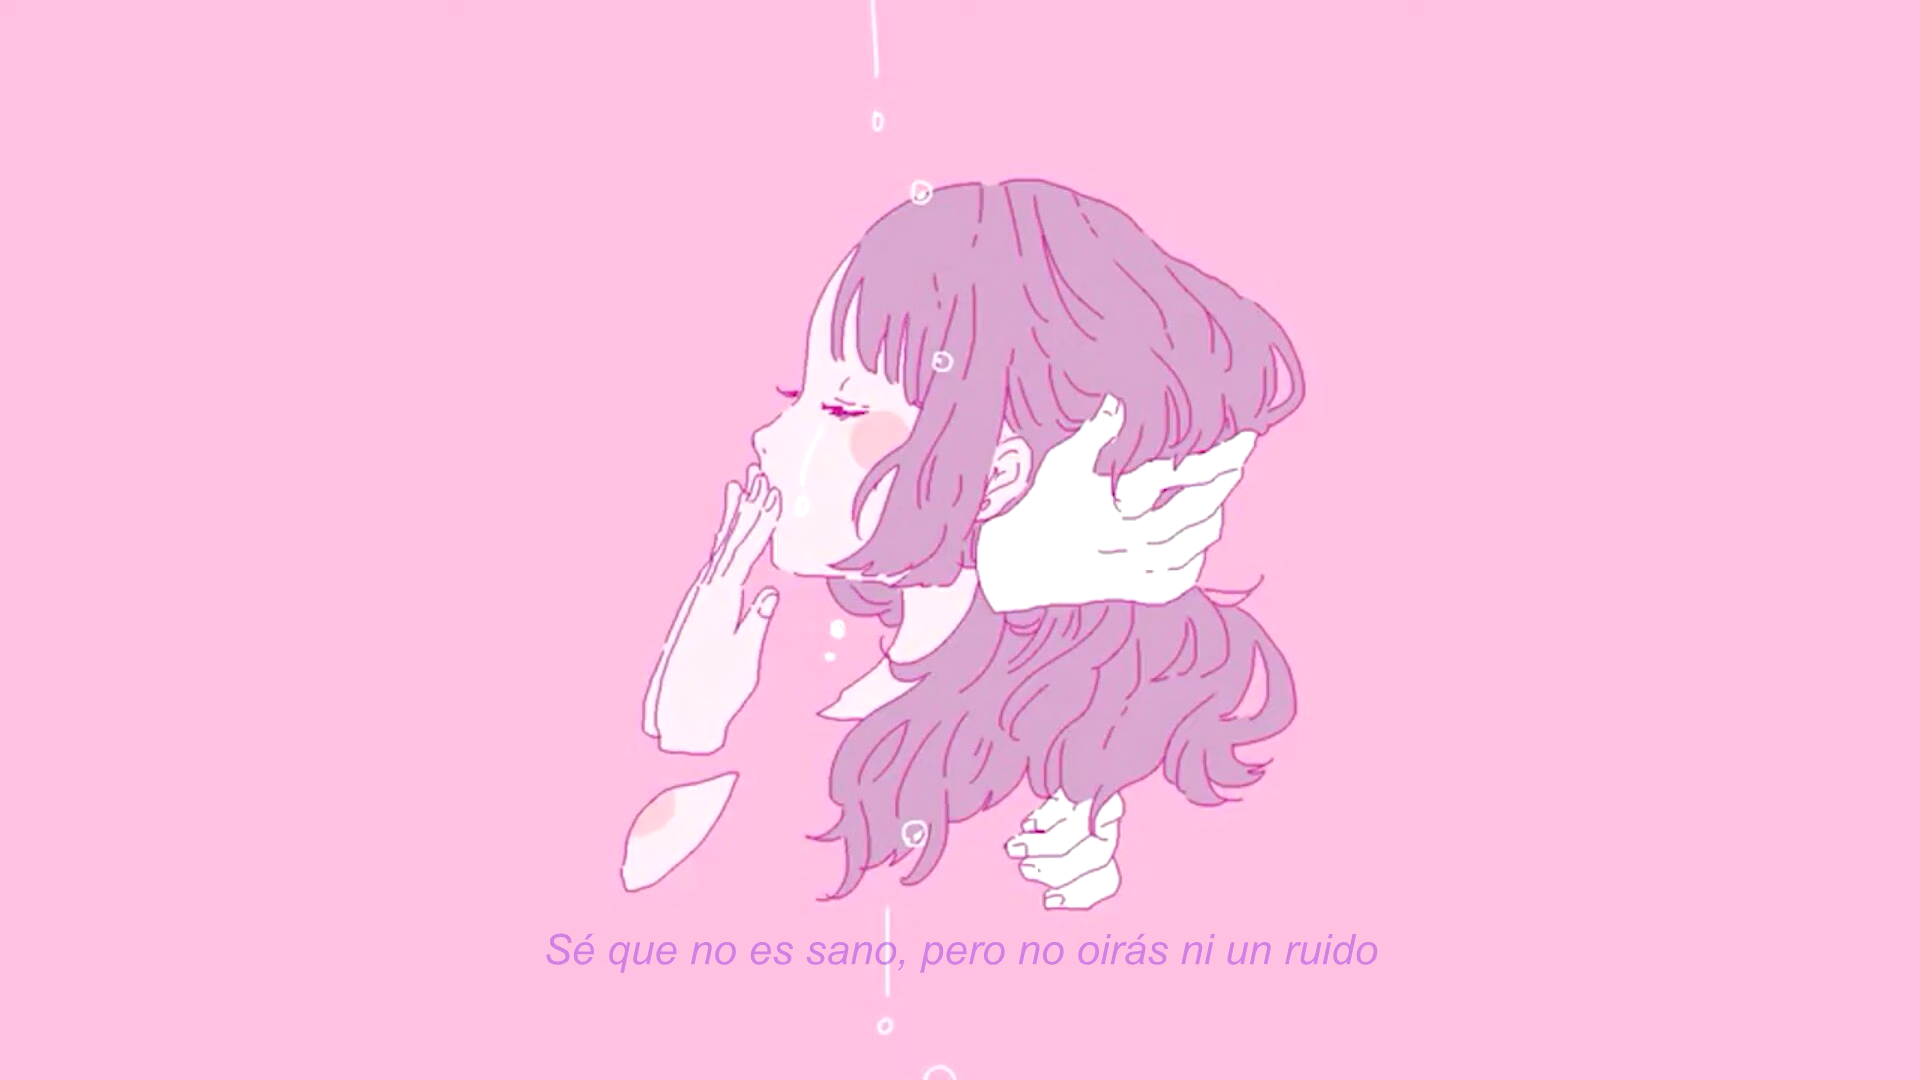 Sé que no es sano, pero no oirás ni un ruido